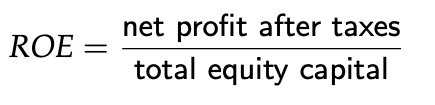 ROE = net profit after taxes
total equity capital